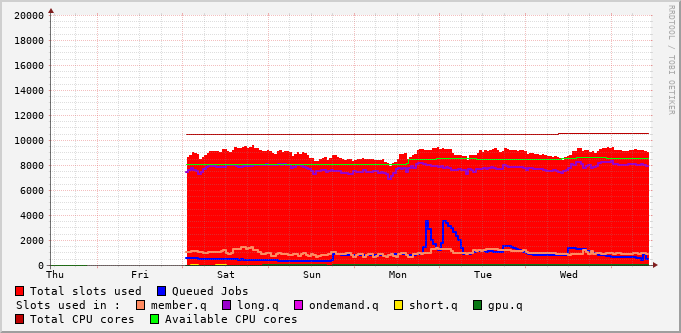 RRDTOOL / TOBI OETIKER
20000
18000
16000
14000
12000
10000
8000
6000
4000
2000
0
Thu Fri Sat Sun Mon Tue Wed
Total slots used Queued Jobs
Slots used in : member.q long.q ondemand.q short.q gpu.q
Total CPU cores Available CPU cores